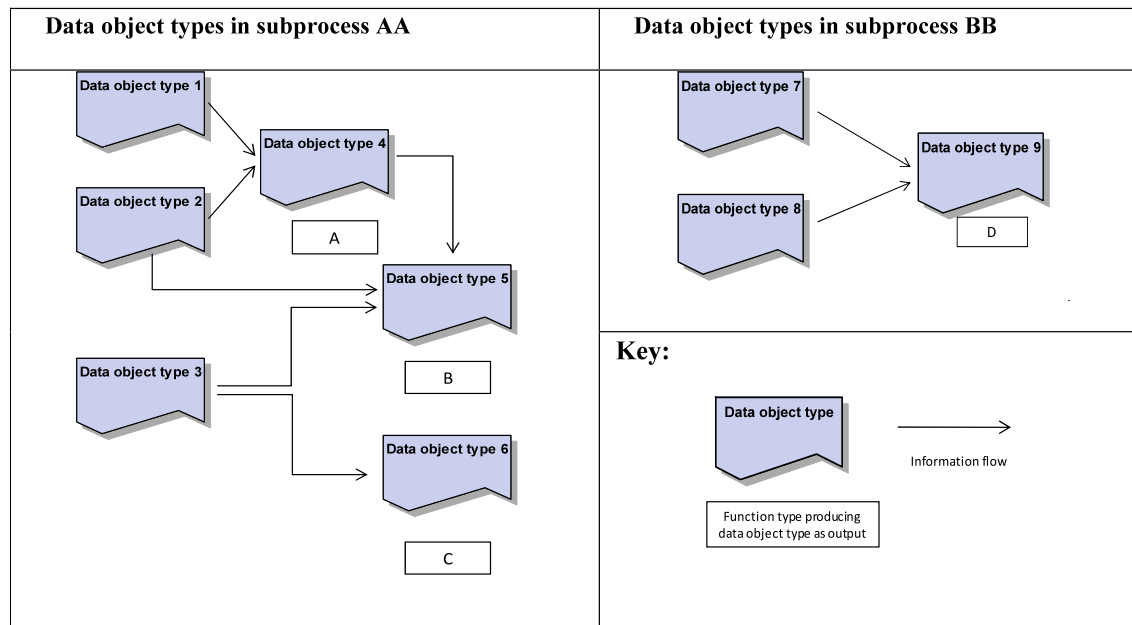 Data object types in subprocess AA
Data object type 1
Data object type 4
Data object type 2
A
Data object type 5
Data object type 3
B
Data object type 6
C
Data object types in subprocess BB
Data object type 7
Data object type 9
Data object type 8
D
Key:
Data object type
Information flow
Function type producing
data object type as output